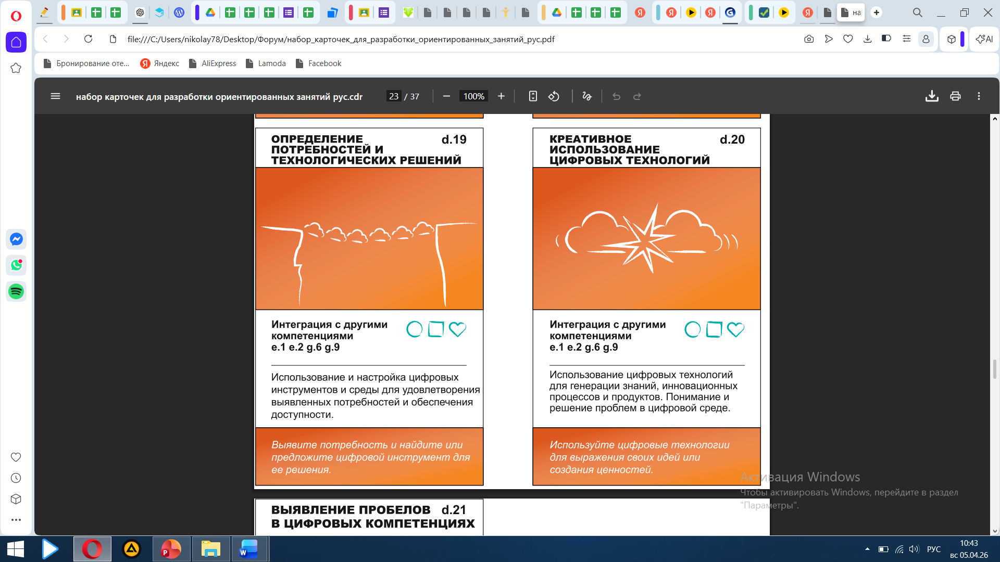 на
file:///C:/Users/nikolay78/Desktop/Форум/набор_карточек_для_разработки_ориентированных_занятий_рус.pdf
AI
Бронирование оте...
Яндекс
AliExpress
Lamoda
Facebook
набор карточек для разработки ориентированных занятий рус.cdr
23 / 37
100%
ОПРЕДЕЛЕНИЕ d.19
ПОТРЕБНОСТЕЙ И
ТЕХНОЛОГИЧЕСКИХ РЕШЕНИЙ
Интеграция с другими
компетенциями
e.1 e.2 g.6 g.9
Использование и настройка цифровых
инструментов и среды для удовлетворения
выявленных потребностей и обеспечения
доступности.
Выявите потребность и найдите или
предложите цифровой инструмент для
ее решения.
КРЕАТИВНОЕ d.20
ИСПОЛЬЗОВАНИЕ
ЦИФРОВЫХ ТЕХНОЛОГИЙ
Интеграция с другими
компетенциями
e.1 e.2 g.6 g.9
Использование цифровых технологий
для генерации знаний, инновационных
процессов и продуктов. Понимание и
решение проблем в цифровой среде.
Используйте цифровые технологии
для выражения своих идей или
создания ценностей.
ВЫЯВЛЕНИЕ ПРОБЕЛОВ d.21
В ЦИФРОВЫХ КОМПЕТЕНЦИЯХ
Активация Windows
Чтобы активировать Windows, перейдите в раздел
"Параметры".
РУС
10:43
вс 05.04.26